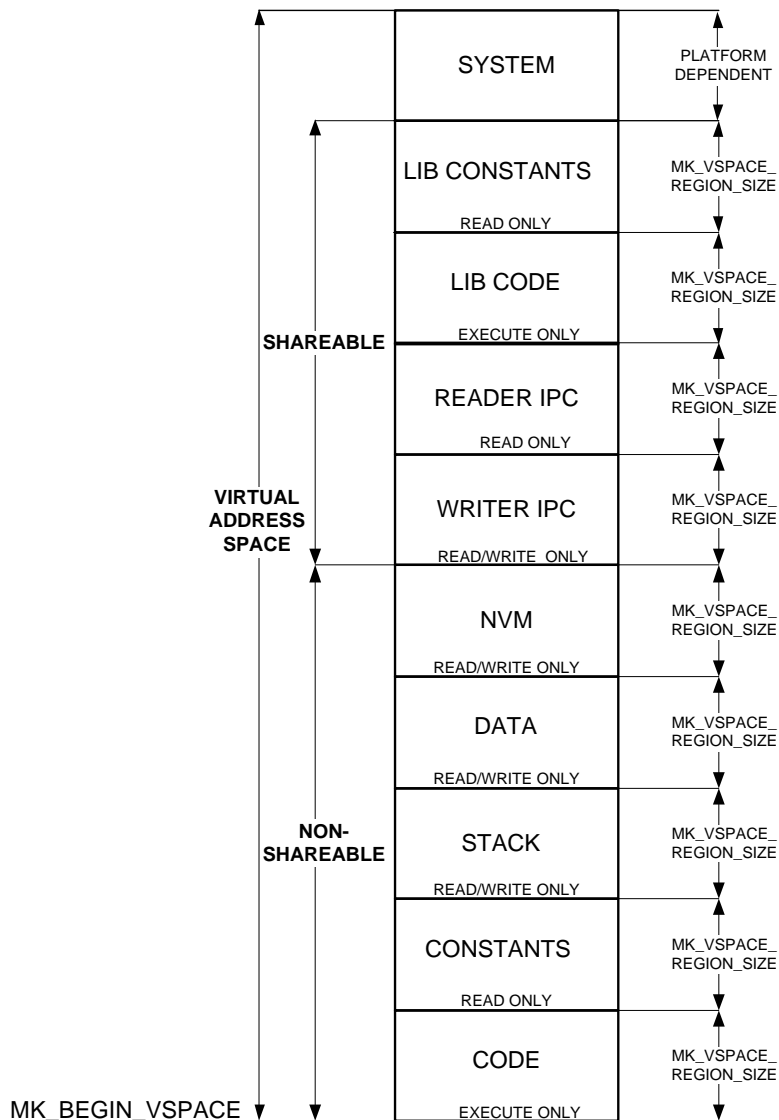 SYSTEM
PLATFORM
DEPENDENT
LIB CONSTANTS
READ ONLY
MK_VSPACE_
REGION_SIZE
LIB CODE
EXECUTE ONLY
MK_VSPACE_
REGION_SIZE
SHAREABLE
READER IPC
READ ONLY
MK_VSPACE_
REGION_SIZE
VIRTUAL
ADDRESS
SPACE
WRITER IPC
READ/WRITE ONLY
MK_VSPACE_
REGION_SIZE
NVM
READ/WRITE ONLY
MK_VSPACE_
REGION_SIZE
DATA
READ/WRITE ONLY
MK_VSPACE_
REGION_SIZE
NON-
SHAREABLE
STACK
READ/WRITE ONLY
MK_VSPACE_
REGION_SIZE
CONSTANTS
READ ONLY
MK_VSPACE_
REGION_SIZE
CODE
EXECUTE ONLY
MK_VSPACE_
REGION_SIZE
MK_BEGIN_VSPACE